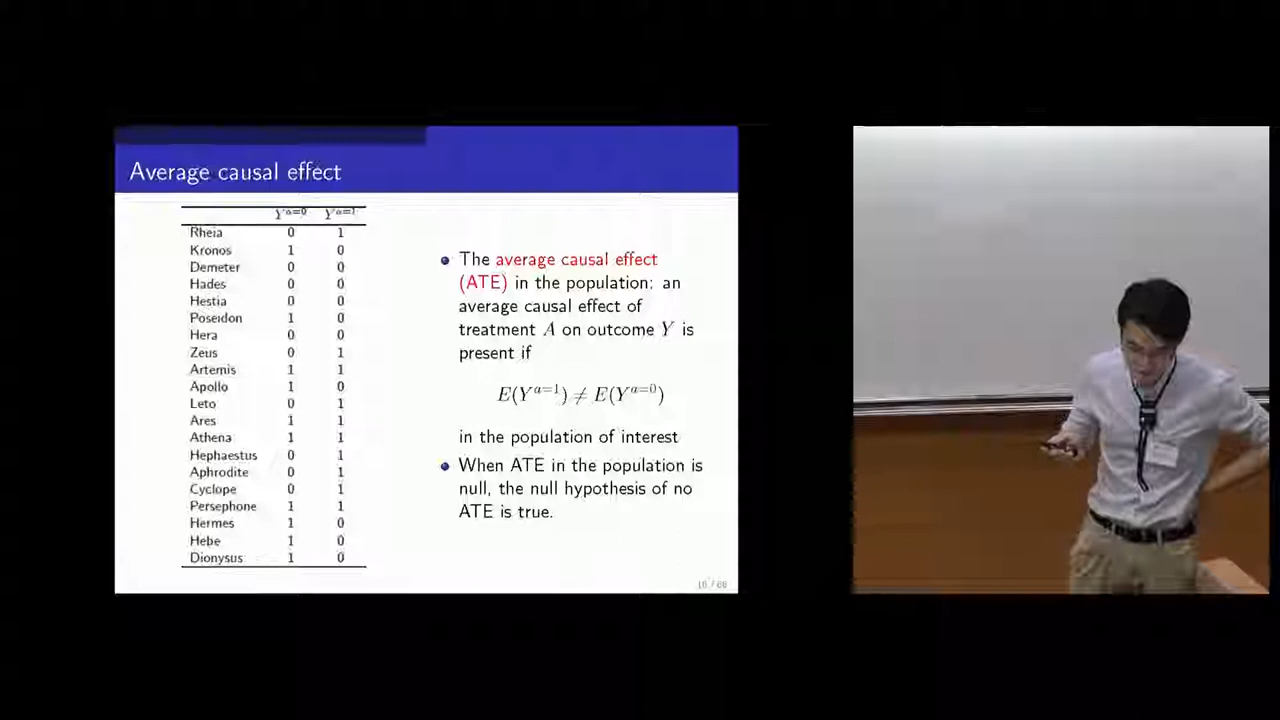 Average causal effect
Y^{a=0} Y^{a=1}
Rheia 0 1
Kronos 1 0
Demeter 0 0
Hades 0 0
Hestia 0 0
Poseidon 1 0
Hera 0 0
Zeus 0 1
Artemis 1 1
Apollo 1 0
Leto 0 1
Ares 1 1
Athena 1 1
Hephaestus 0 1
Aphrodite 0 1
Cyclope 0 1
Persephone 1 1
Hermes 1 0
Hebe 1 0
Dionysus 1 0
The average causal effect
(ATE) in the population: an
average causal effect of
treatment A on outcome Y is
present if
E(Y^{a=1}) ≠ E(Y^{a=0})
in the population of interest
When ATE in the population is
null, the null hypothesis of no
ATE is true.